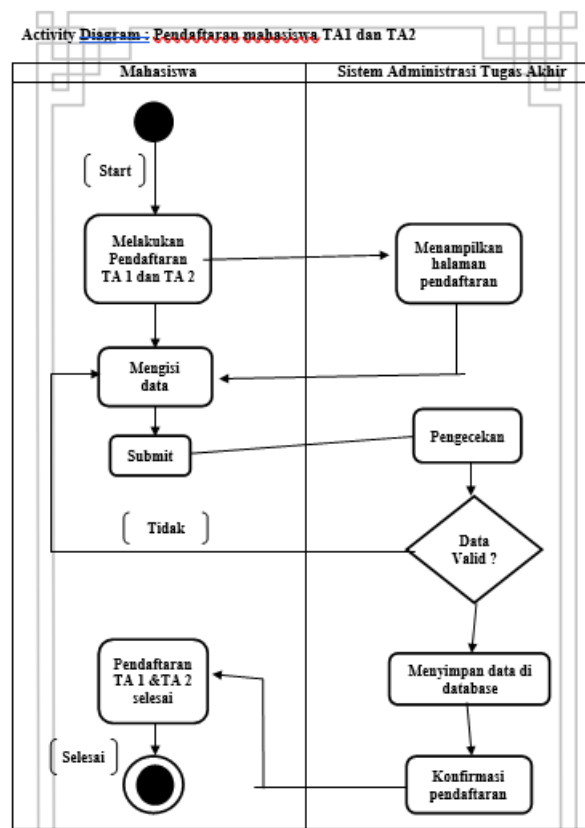 Activity Diagram : Pendaftaran mahasiswa TA1 dan TA2
Mahasiswa
Sistem Administrasi Tugas Akhir
Start
Melakukan
Pendaftaran
TA 1 dan TA 2
Menampilkan
halaman
pendaftaran
Mengisi
data
Submit
Pengecekan
Tidak
Data
Valid ?
Pendaftaran
TA 1 &TA 2
selesai
Menyimpan data di
database
Selesai
Konfirmasi
pendaftaran